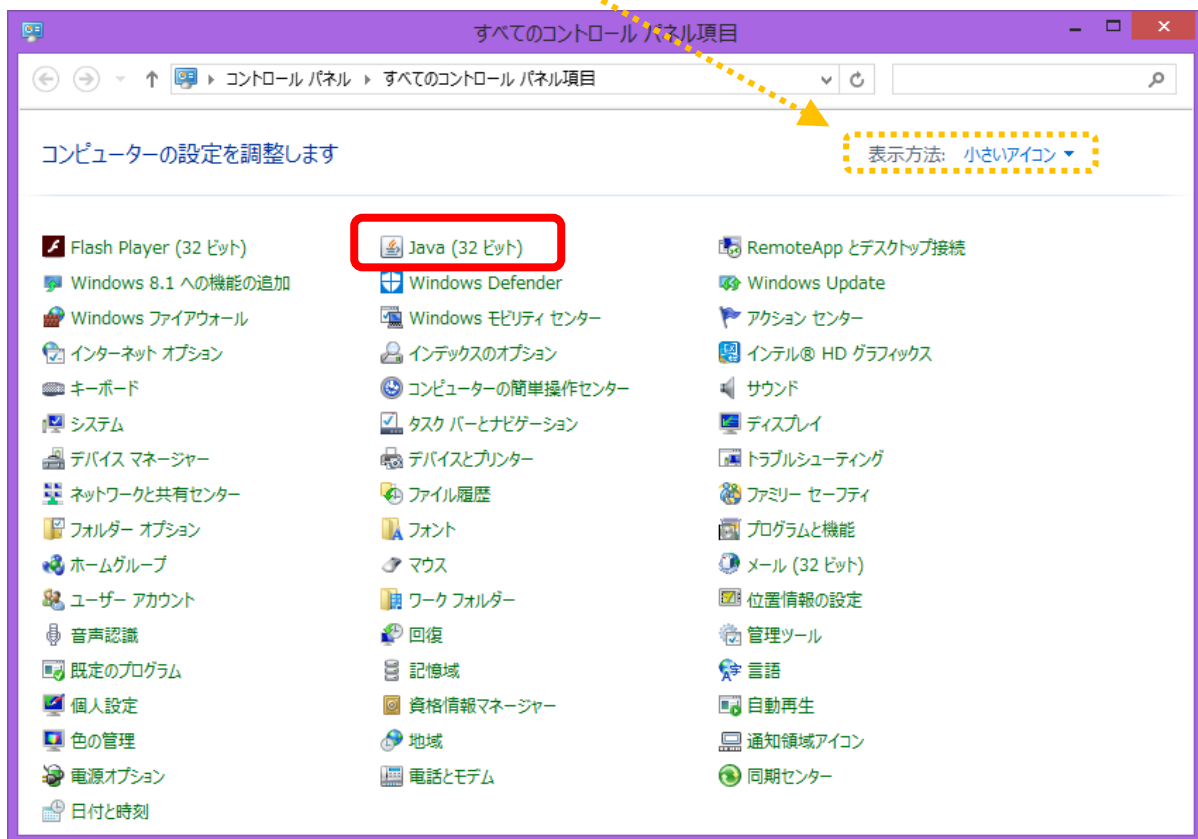 すべてのコントロール パネル項目
コントロール パネル ▸ すべてのコントロール パネル項目
コンピューターの設定を調整します
表示方法: 小さいアイコン
Flash Player (32 ビット)
Java (32 ビット)
RemoteApp とデスクトップ接続
Windows 8.1 への機能の追加
Windows Defender
Windows Update
Windows ファイアウォール
Windows モビリティ センター
アクション センター
インターネット オプション
インデックスのオプション
インテル® HD グラフィックス
キーボード
コンピューターの簡単操作センター
サウンド
システム
タスク バーとナビゲーション
ディスプレイ
デバイス マネージャー
デバイスとプリンター
トラブルシューティング
ネットワークと共有センター
ファイル履歴
ファミリー セーフティ
フォルダー オプション
フォント
プログラムと機能
ホームグループ
マウス
メール (32 ビット)
ユーザー アカウント
ワーク フォルダー
位置情報の設定
音声認識
回復
管理ツール
既定のプログラム
記憶域
言語
個人設定
資格情報マネージャー
自動再生
色の管理
地域
通知領域アイコン
電源オプション
電話とモデム
同期センター
日付と時刻